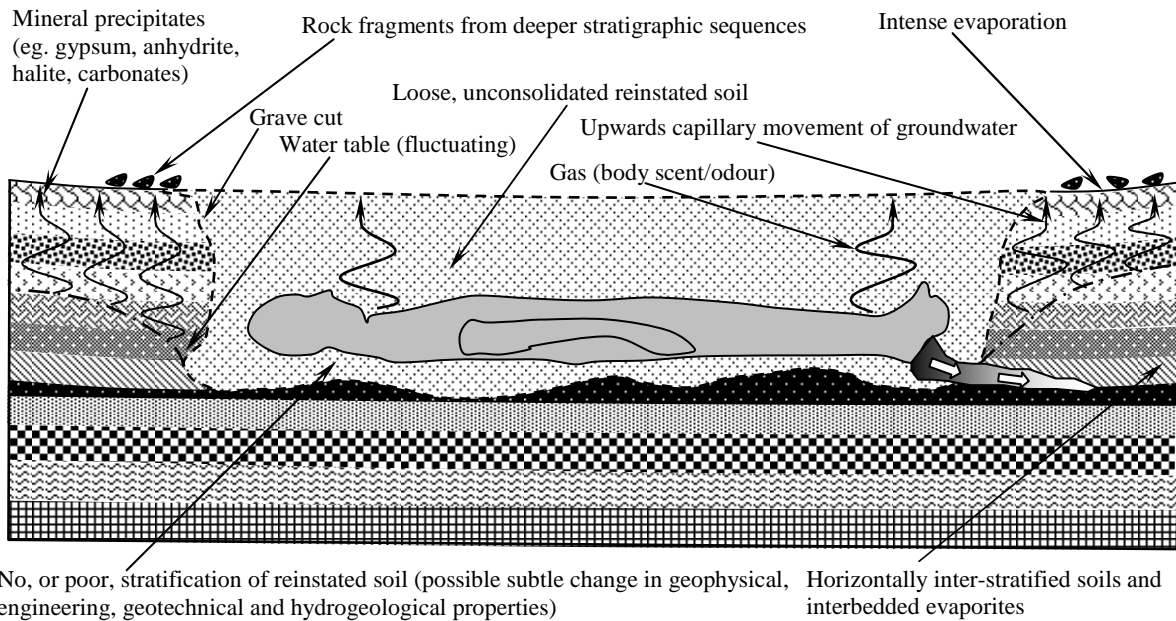 Mineral precipitates
(eg. gypsum, anhydrite,
halite, carbonates)
Rock fragments from deeper stratigraphic sequences
Intense evaporation
Loose, unconsolidated reinstated soil
Grave cut
Upwards capillary movement of groundwater
Water table (fluctuating)
Gas (body scent/odour)
No, or poor, stratification of reinstated soil (possible subtle change in geophysical,
engineering, geotechnical and hydrogeological properties)
Horizontally inter-stratified soils and
interbedded evaporites